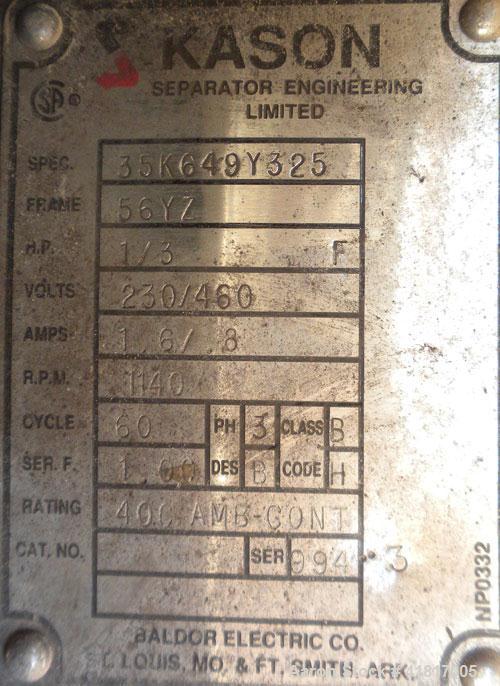 KASON
SEPARATOR ENGINEERING
LIMITED
SA ®
SPEC. 35K649Y325
FRAME 56YZ
H.P. 1/3 F
VOLTS 230/460
AMPS 1.6/.8
R.P.M. 1140
CYCLE 60 PH 3 CLASS B
SER. F. 1.00 DES B CODE H
RATING 40C AMB-CONT
CAT. NO. SER 994 3
NP0332
BALDOR ELECTRIC CO.
ST. LOUIS, MO. & FT. SMITH, ARK.